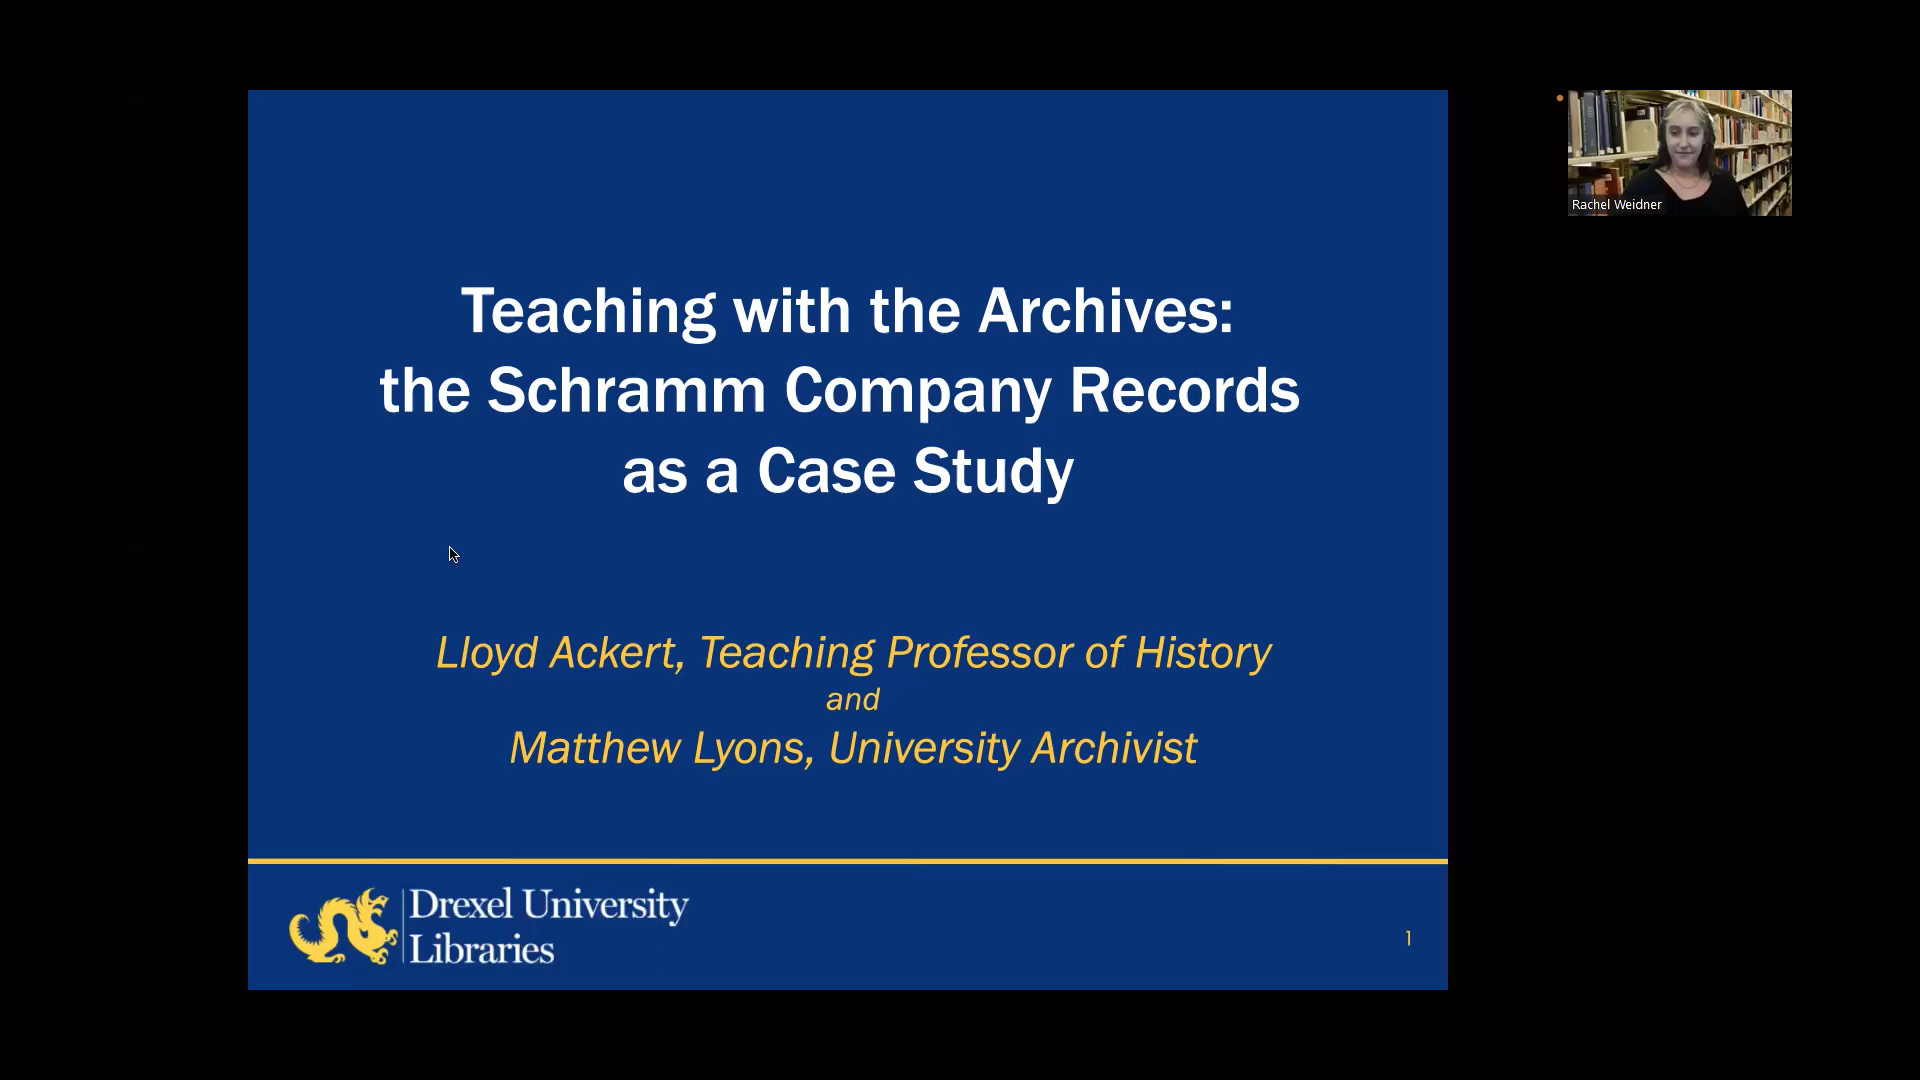 Teaching with the Archives:
the Schramm Company Records
as a Case Study
Lloyd Ackert, Teaching Professor of History
and
Matthew Lyons, University Archivist
Drexel University
Libraries
1
Rachel Weidner